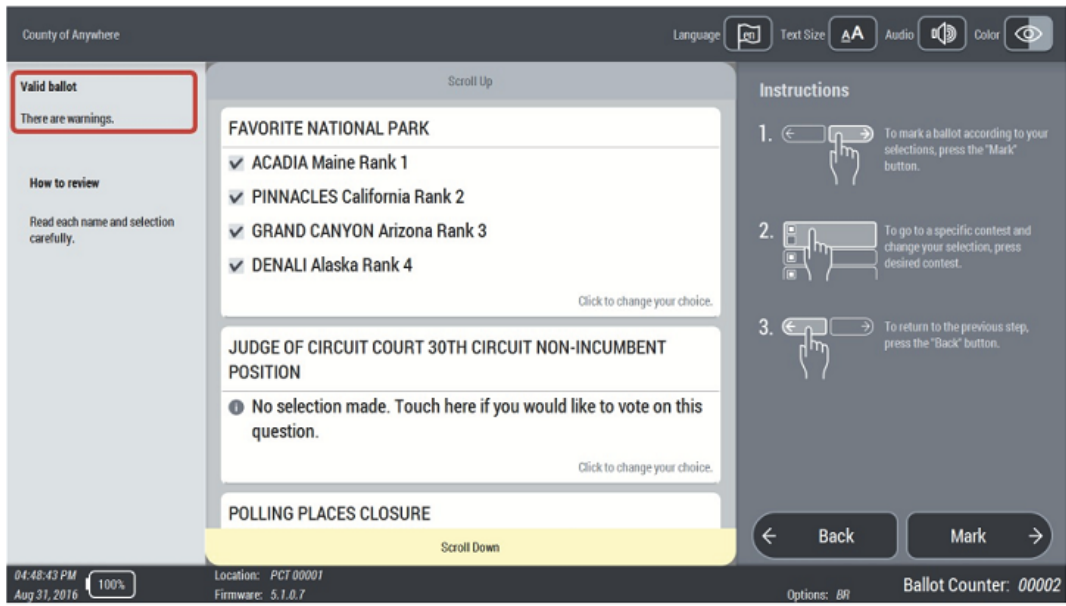 County of Anywhere
Language en Text Size AA Audio Color
Valid ballot
There are warnings.
How to review
Read each name and selection
carefully.
Scroll Up
FAVORITE NATIONAL PARK
ACADIA Maine Rank 1
PINNACLES California Rank 2
GRAND CANYON Arizona Rank 3
DENALI Alaska Rank 4
Click to change your choice.
JUDGE OF CIRCUIT COURT 30TH CIRCUIT NON-INCUMBENT
POSITION
No selection made. Touch here if you would like to vote on this
question.
Click to change your choice.
POLLING PLACES CLOSURE
Scroll Down
Instructions
1. To mark a ballot according to your
selections, press the "Mark"
button.
2. To go to a specific contest and
change your selection, press
desired contest.
3. To return to the previous step,
press the "Back" button.
Back
Mark
04:48:43 PM
Aug 31, 2016
100%
Location: PCT 00001
Firmware: 5.1.0.7
Options: BR
Ballot Counter: 00002